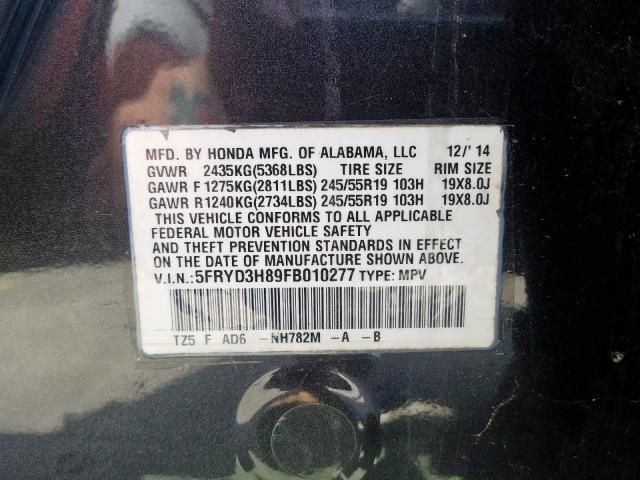 MFD. BY HONDA MFG. OF ALABAMA, LLC 12/'14
GVWR 2435KG(5368LBS) TIRE SIZE RIM SIZE
GAWR F 1275KG(2811LBS) 245/55R19 103H 19X8.0J
GAWR R1240KG(2734LBS) 245/55R19 103H 19X8.0J
THIS VEHICLE CONFORMS TO ALL APPLICABLE
FEDERAL MOTOR VEHICLE SAFETY
AND THEFT PREVENTION STANDARDS IN EFFECT
ON THE DATE OF MANUFACTURE SHOWN ABOVE.
V.I.N.:5FRYD3H89FB010277 TYPE: MPV
TZ5 F AD6 -NH782M -A -B